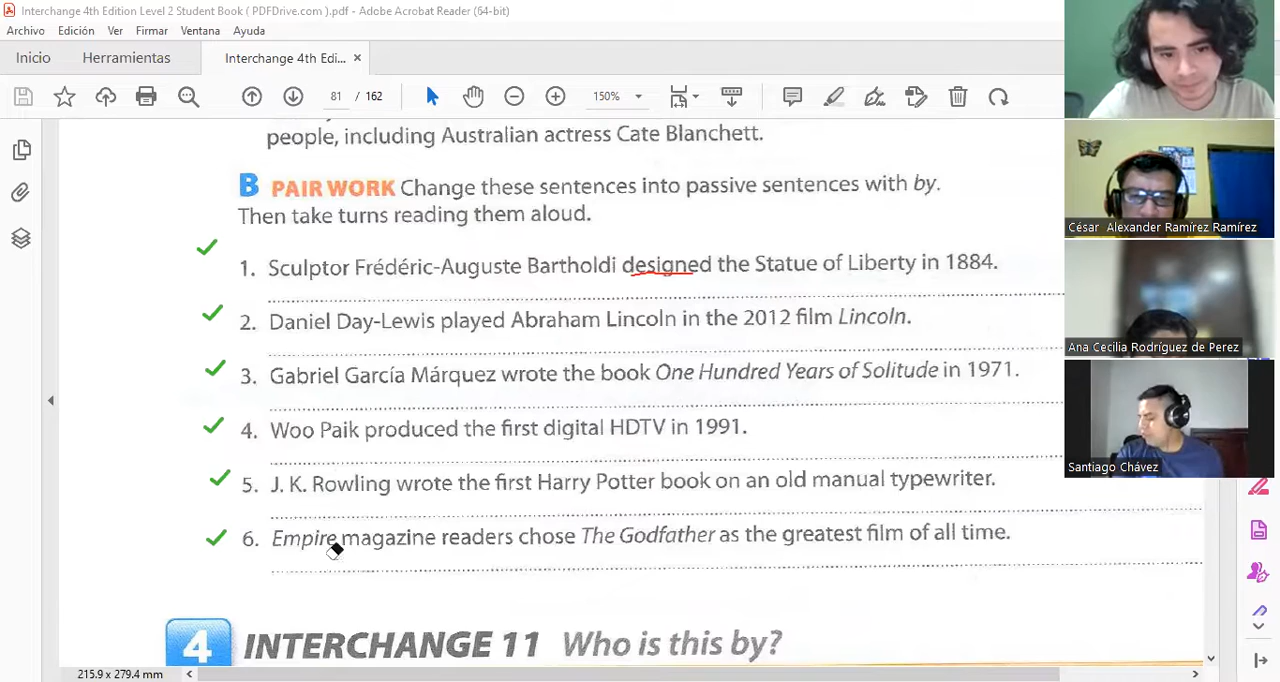 Interchange 4th Edition Level 2 Student Book ( PDFDrive.com ).pdf - Adobe Acrobat Reader (64-bit)
Archivo Edición Ver Firmar Ventana Ayuda
Inicio Herramientas Interchange 4th Edi... ×
81 / 162 150%
people, including Australian actress Cate Blanchett.
B PAIR WORK Change these sentences into passive sentences with by.
Then take turns reading them aloud.
1. Sculptor Frédéric-Auguste Bartholdi designed the Statue of Liberty in 1884.
2. Daniel Day-Lewis played Abraham Lincoln in the 2012 film Lincoln.
3. Gabriel García Márquez wrote the book One Hundred Years of Solitude in 1971.
4. Woo Paik produced the first digital HDTV in 1991.
5. J. K. Rowling wrote the first Harry Potter book on an old manual typewriter.
6. Empire magazine readers chose The Godfather as the greatest film of all time.
4 INTERCHANGE 11 Who is this by?
215.9 x 279.4 mm
César Alexander Ramírez Ramírez
Ana Cecilia Rodríguez de Perez
Santiago Chávez